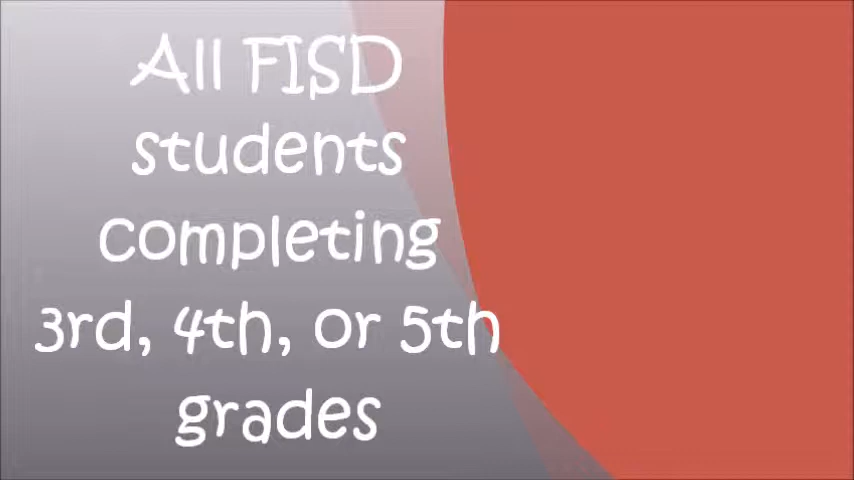 All FISD
students
completing
3rd, 4th, or 5th
grades